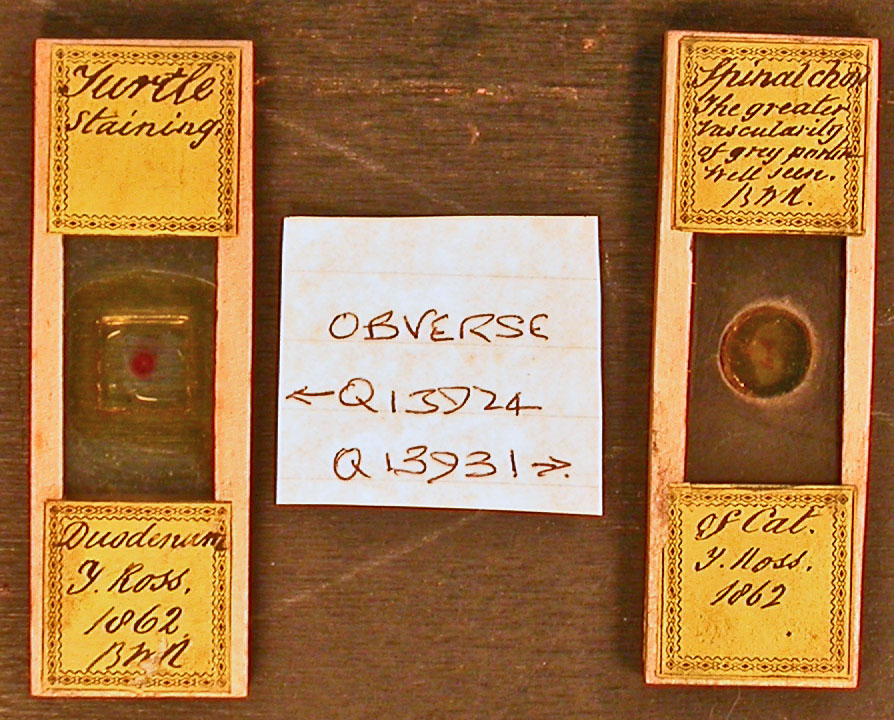 Turtle
Staining
Duodenum
J. Ross.
1862
BWR
OBVERSE
←Q13924
Q13931→
Spinal chor
The greater
Vascularity
of grey portion
Well seen.
BWR.
of Cat.
J. Ross.
1862